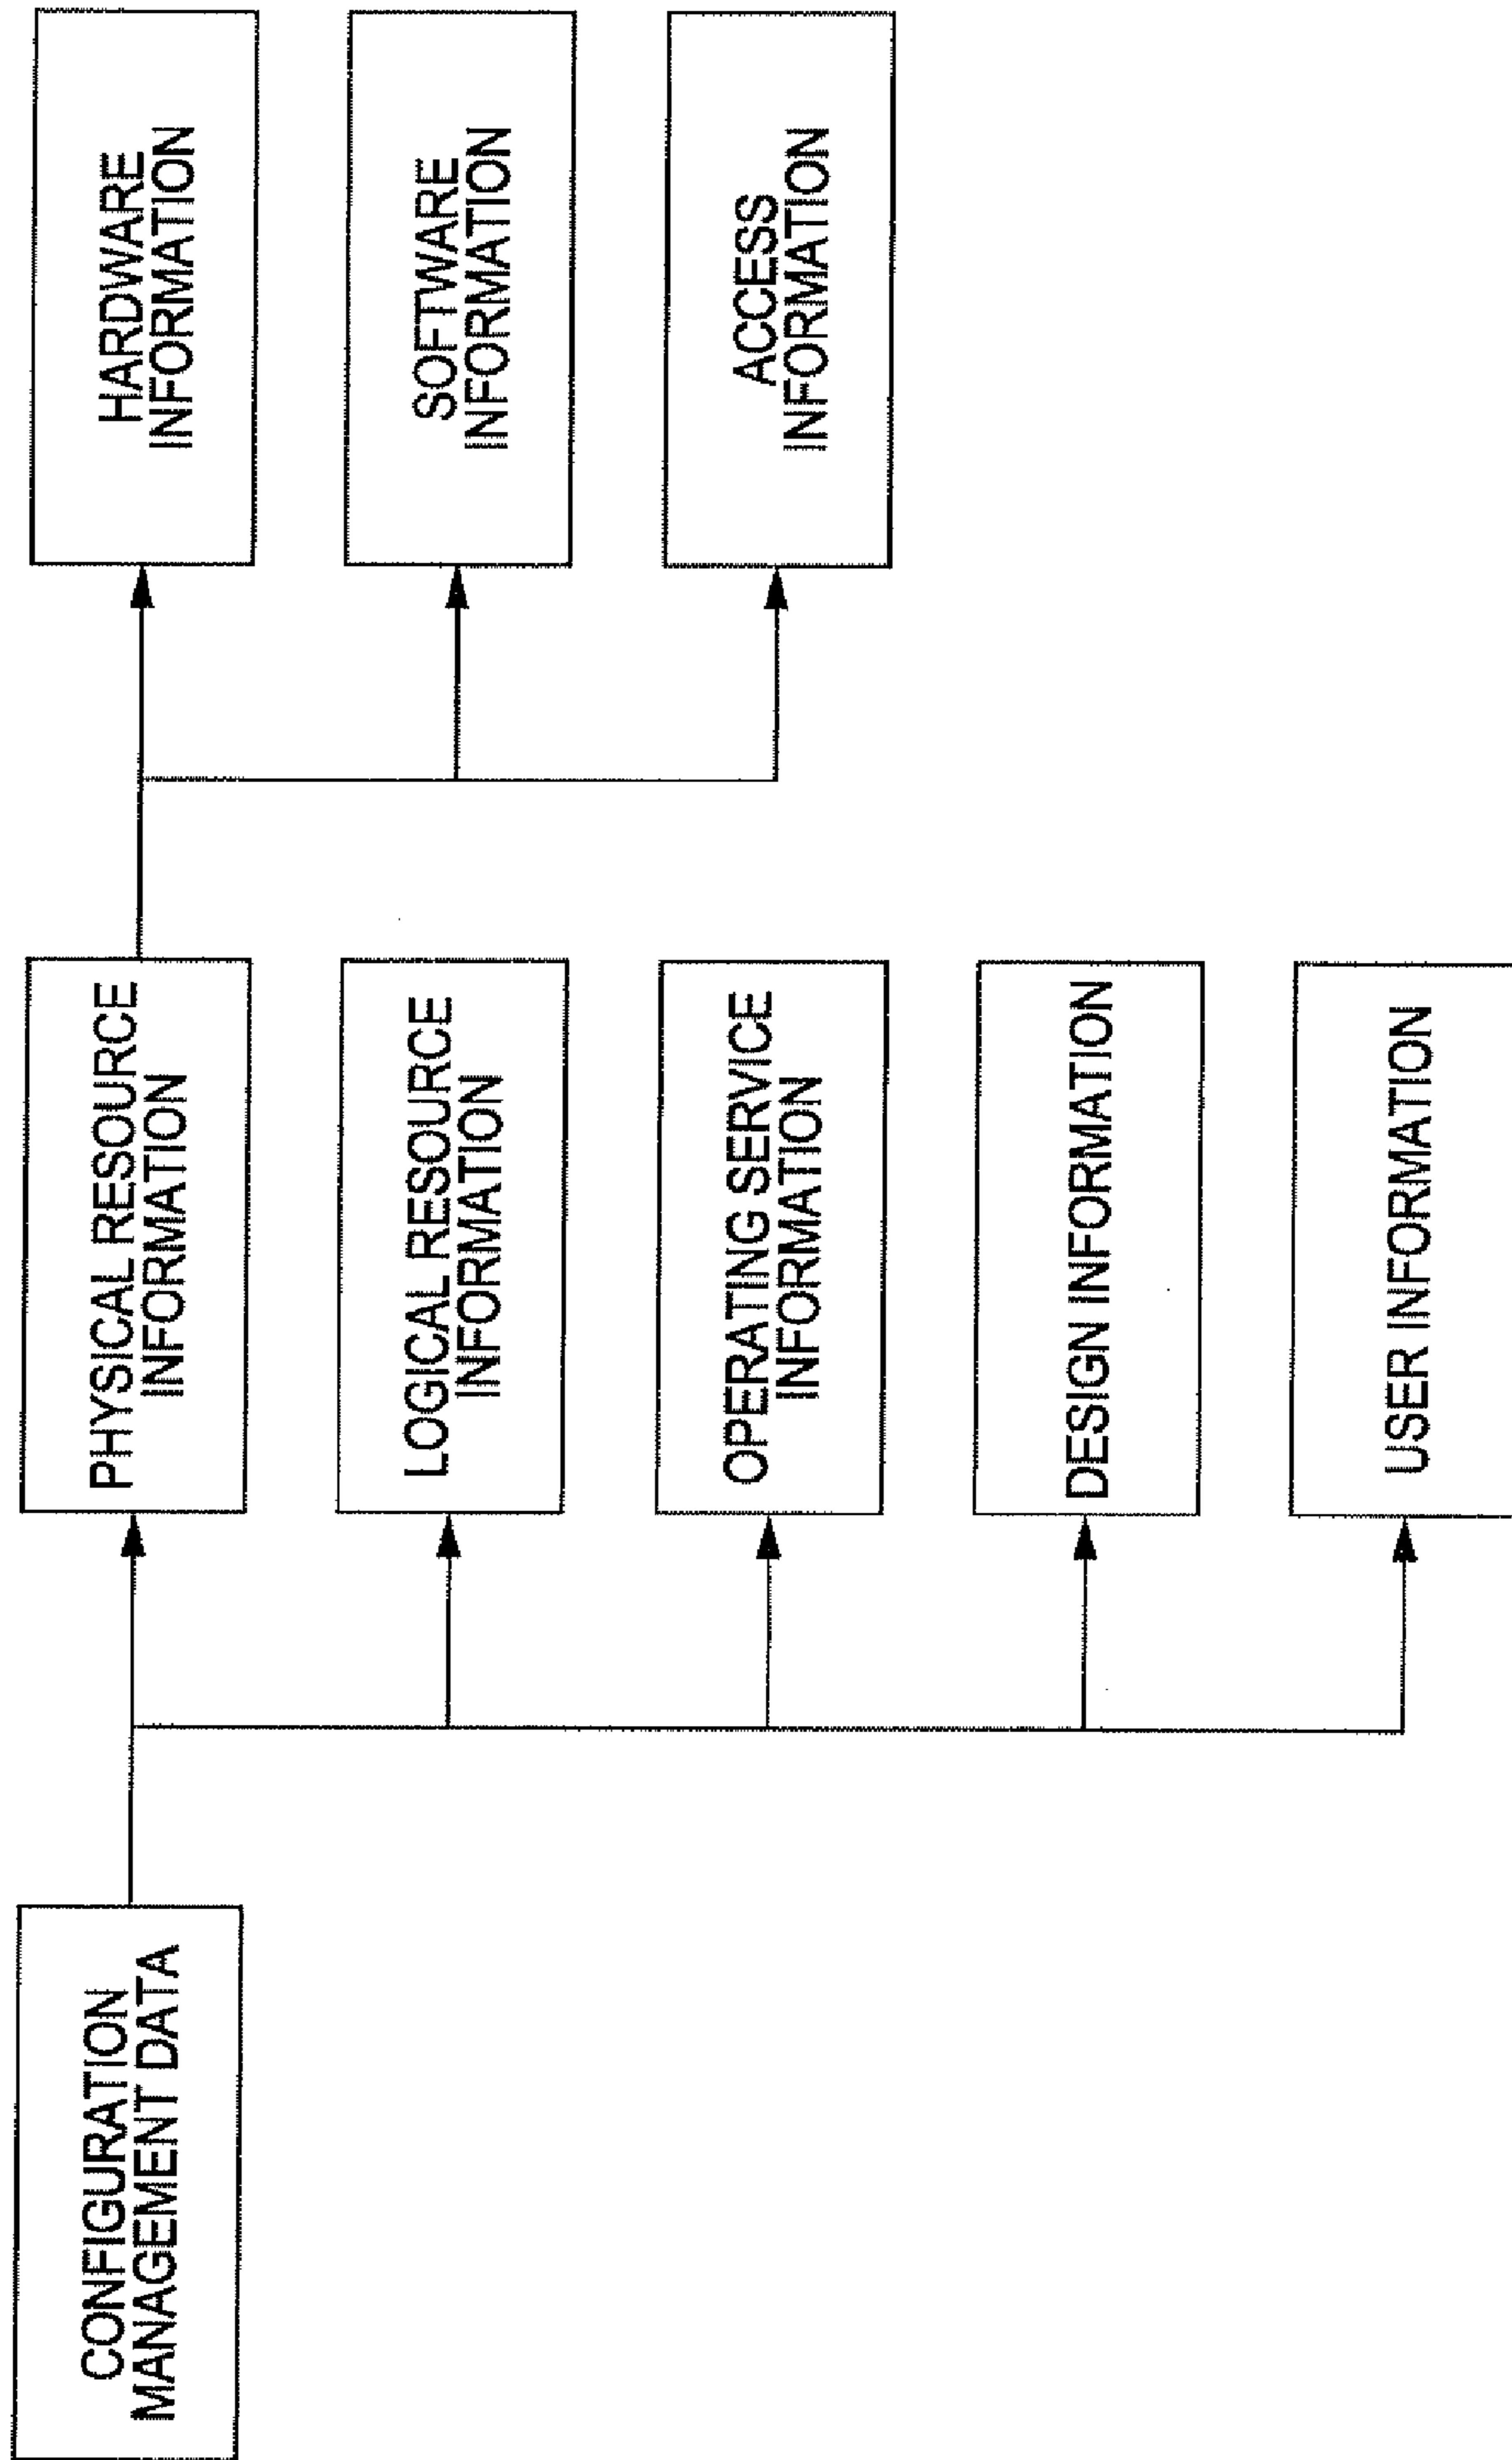 CONFIGURATION
MANAGEMENT DATA
PHYSICAL RESOURCE
INFORMATION
LOGICAL RESOURCE
INFORMATION
OPERATING SERVICE
INFORMATION
DESIGN INFORMATION
USER INFORMATION
HARDWARE
INFORMATION
SOFTWARE
INFORMATION
ACCESS
INFORMATION